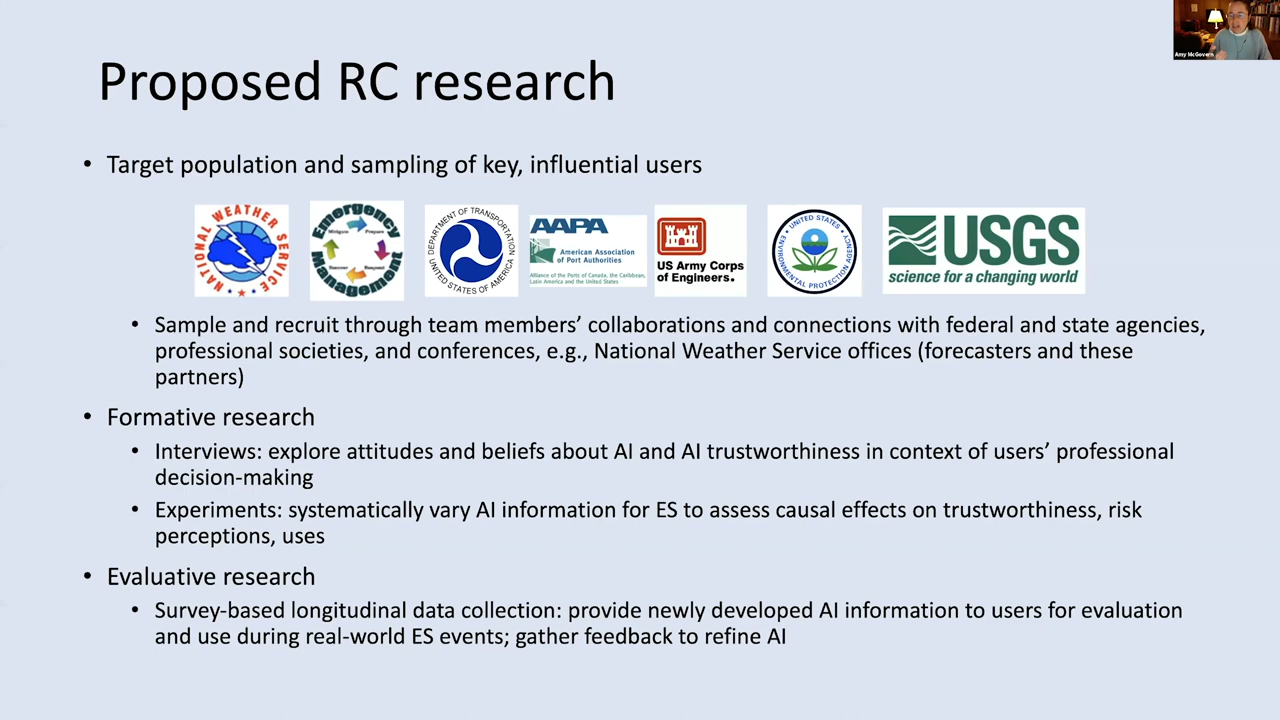 Amy McGovern
Proposed RC research
• Target population and sampling of key, influential users
NATIONAL WEATHER SERVICE
Emergency
Mitigate Prepare
Recover Respond
Management
DEPARTMENT OF TRANSPORTATION
UNITED STATES OF AMERICA
AAPA
American Association
of Port Authorities
Alliance of the Ports of Canada, the Caribbean,
Latin America and the United States
US Army Corps
of Engineers.
UNITED STATES
ENVIRONMENTAL PROTECTION AGENCY
USGS
science for a changing world
• Sample and recruit through team members’ collaborations and connections with federal and state agencies,
professional societies, and conferences, e.g., National Weather Service offices (forecasters and these
partners)
• Formative research
• Interviews: explore attitudes and beliefs about AI and AI trustworthiness in context of users’ professional
decision-making
• Experiments: systematically vary AI information for ES to assess causal effects on trustworthiness, risk
perceptions, uses
• Evaluative research
• Survey-based longitudinal data collection: provide newly developed AI information to users for evaluation
and use during real-world ES events; gather feedback to refine AI